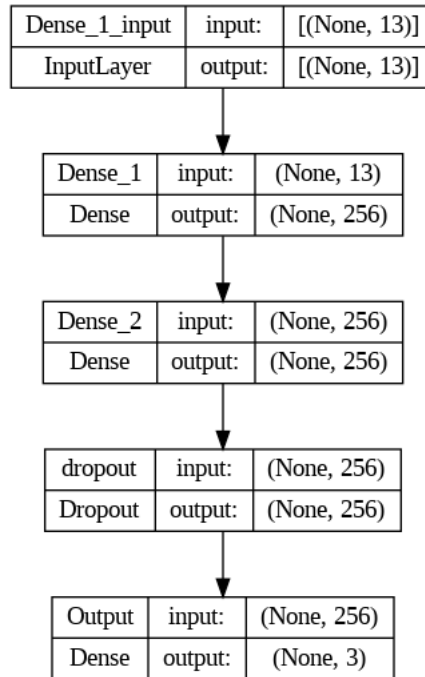 Dense_1_input input: [(None, 13)]
InputLayer output: [(None, 13)]
Dense_1 input: (None, 13)
Dense output: (None, 256)
Dense_2 input: (None, 256)
Dense output: (None, 256)
dropout input: (None, 256)
Dropout output: (None, 256)
Output input: (None, 256)
Dense output: (None, 3)